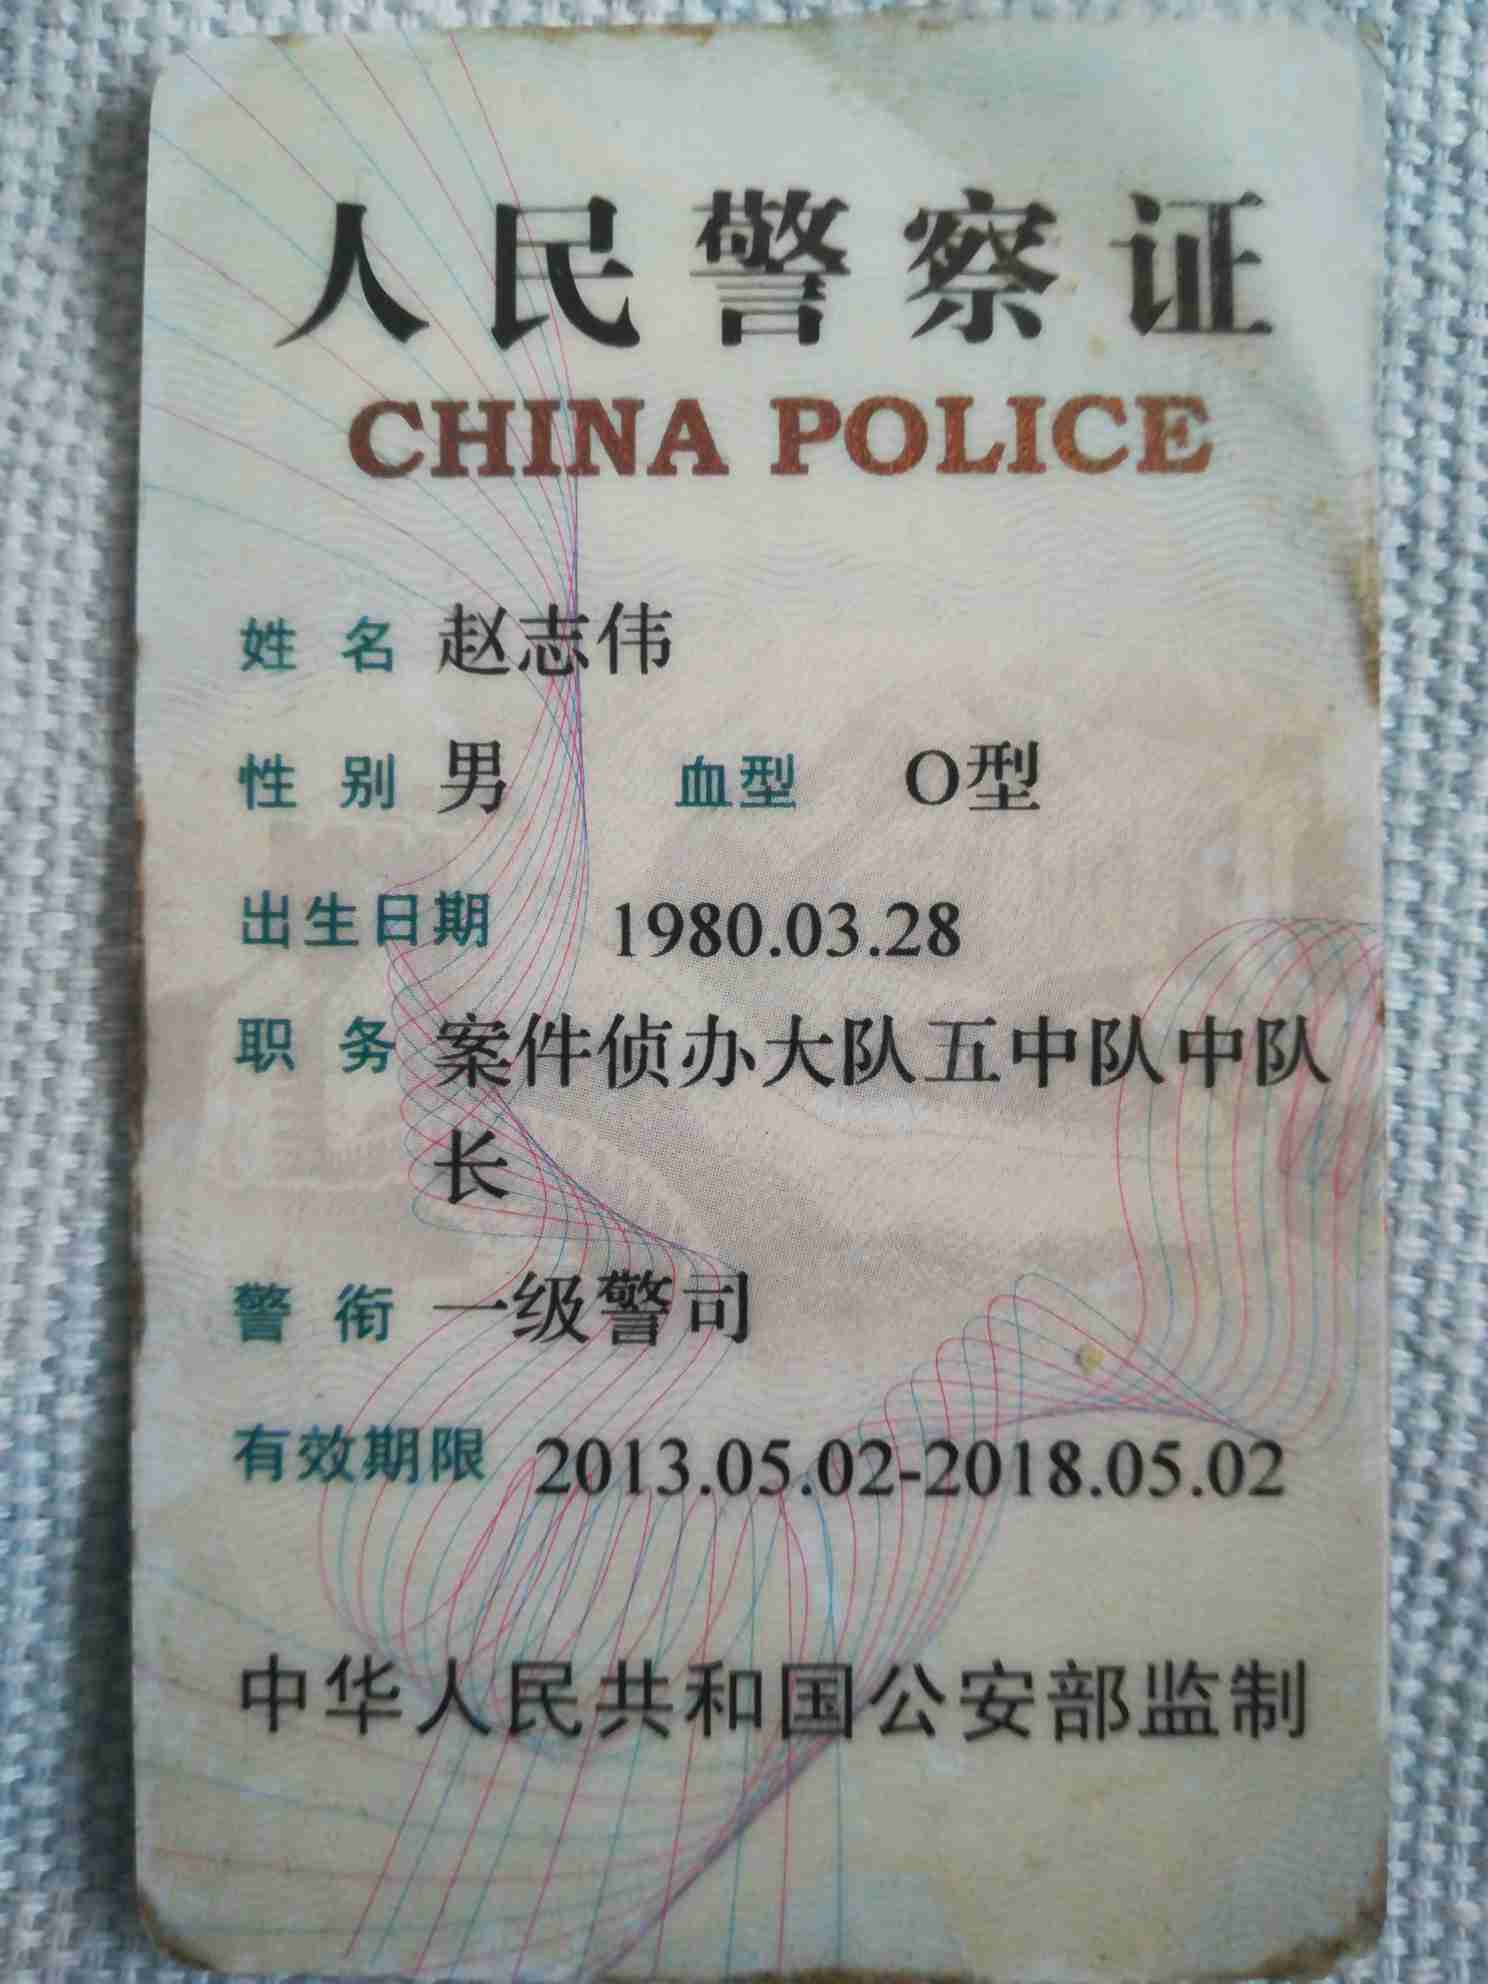 人民警察证
CHINA POLICE
姓 名 赵志伟
性 别 男 血型 O型
出生日期 1980.03.28
职 务 案件侦办大队五中队中队
长
警 衔 一级警司
有效期限 2013.05.02-2018.05.02
中华人民共和国公安部监制